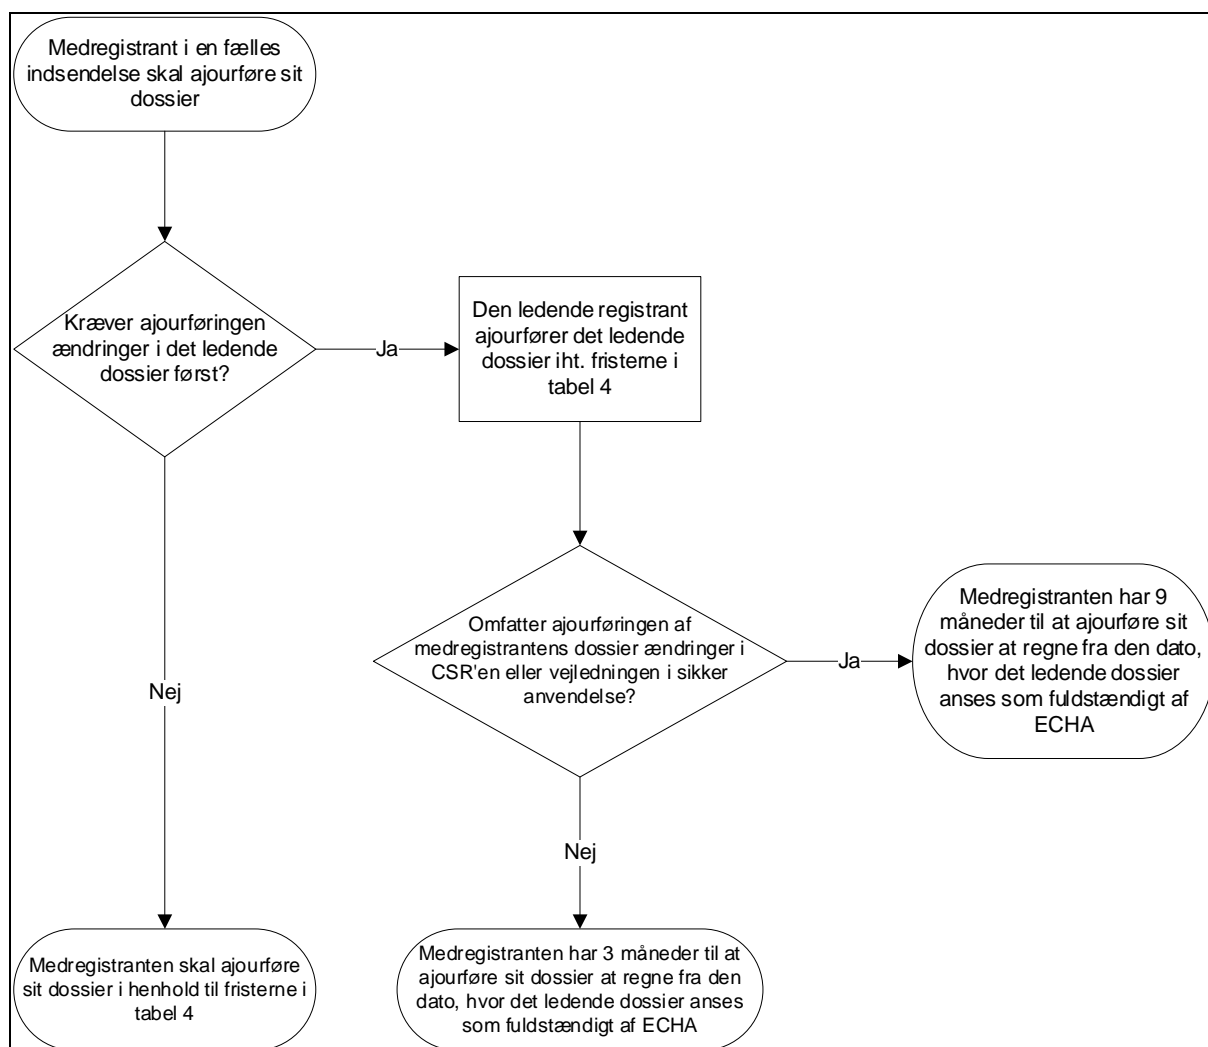 Medregistrant i en fælles
indsendelse skal ajourføre sit
dossier
Kræver ajourføringen
ændringer i det ledende
dossier først?
Ja
Den ledende registrant
ajourfører det ledende
dossier iht. fristerne i
tabel 4
Omfatter ajourføringen af
medregistrantens dossier ændringer i
CSR'en eller vejledningen i sikker
anvendelse?
Ja
Medregistranten har 9
måneder til at ajourføre sit
dossier at regne fra den dato,
hvor det ledende dossier
anses som fuldstændigt af
ECHA
Nej
Nej
Medregistranten skal ajourføre
sit dossier i henhold til fristerne i
tabel 4
Medregistranten har 3 måneder til at
ajourføre sit dossier at regne fra den
dato, hvor det ledende dossier anses
som fuldstændigt af ECHA